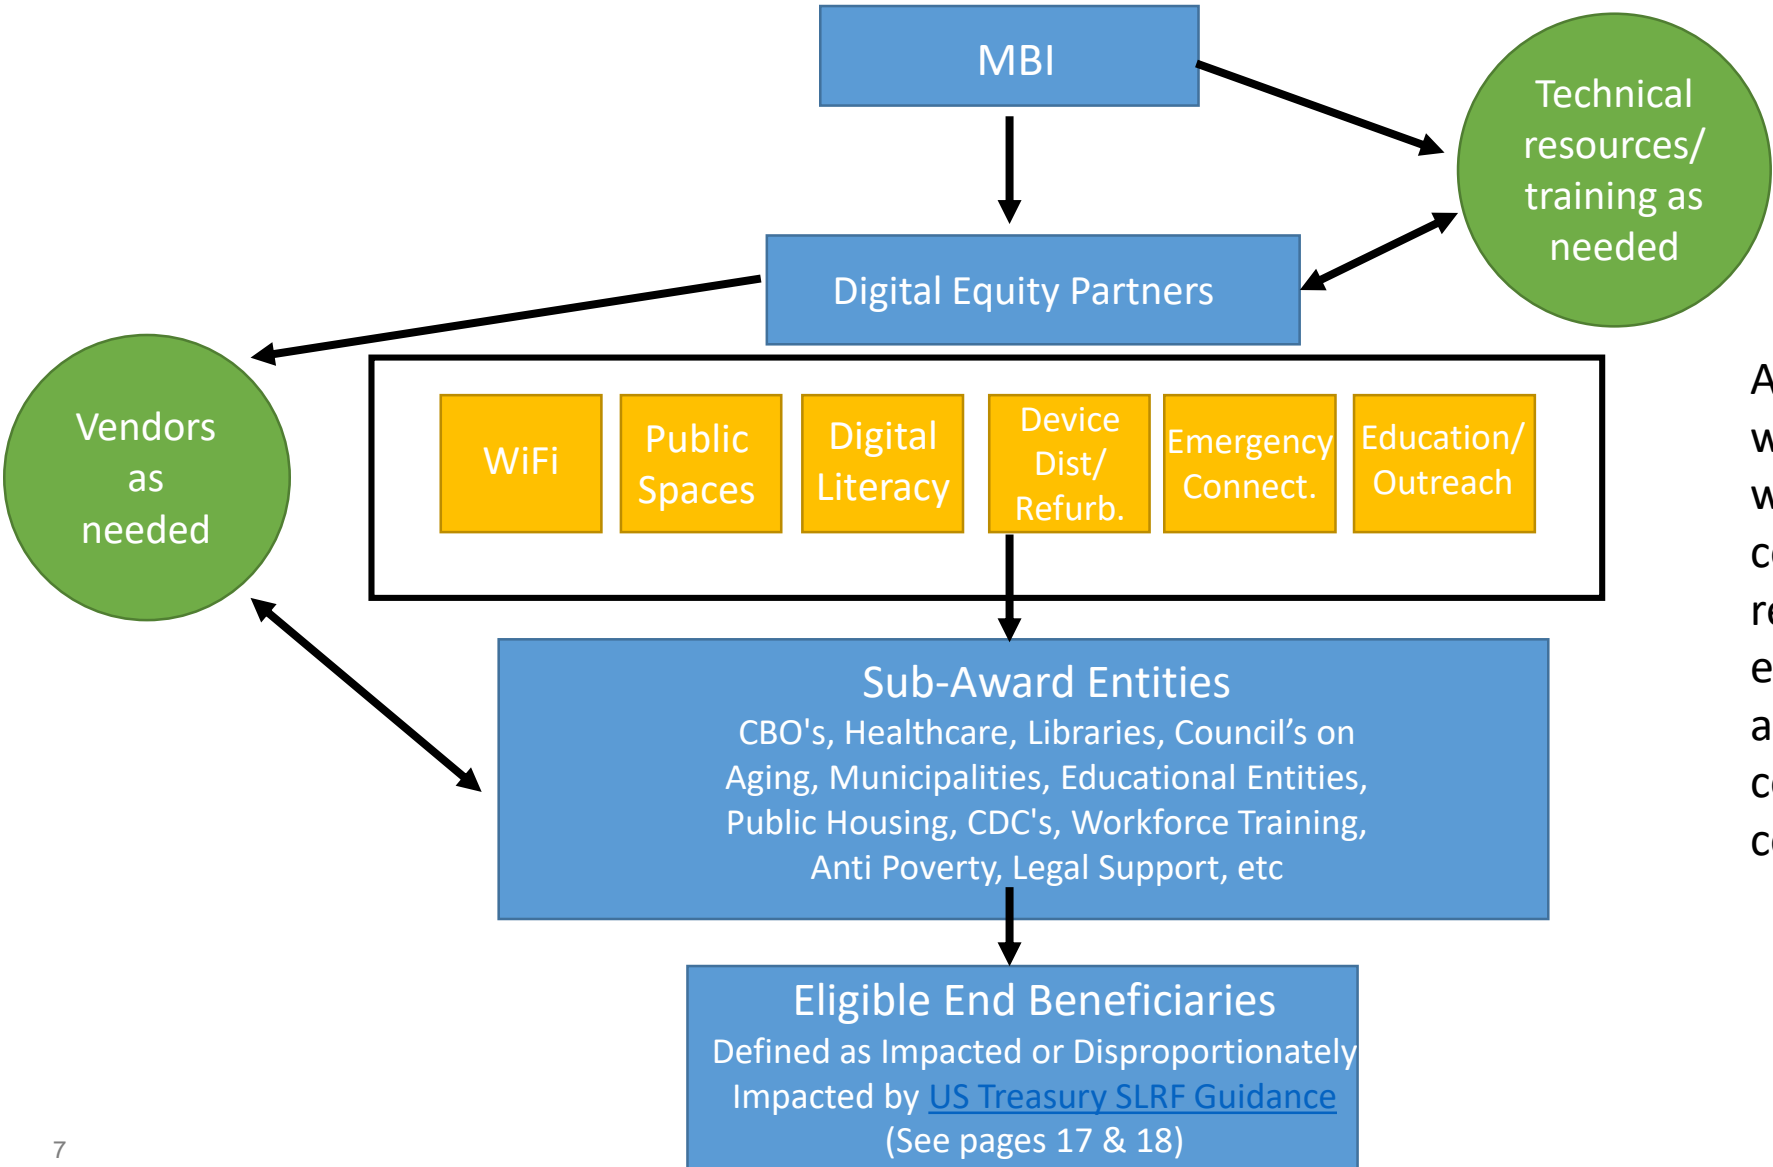 MBI
Technical
resources/
training as
needed
Digital Equity Partners
Vendors
as
needed
WiFi
Public
Spaces
Digital
Literacy
Device
Dist/
Refurb.
Emergency
Connect.
Education/
Outreach
Sub-Award Entities
CBO's, Healthcare, Libraries, Council’s on
Aging, Municipalities, Educational Entities,
Public Housing, CDC's, Workforce Training,
Anti Poverty, Legal Support, etc
Eligible End Beneficiaries
Defined as Impacted or Disproportionately
Impacted by US Treasury SLRF Guidance
(See pages 17 & 18)
7